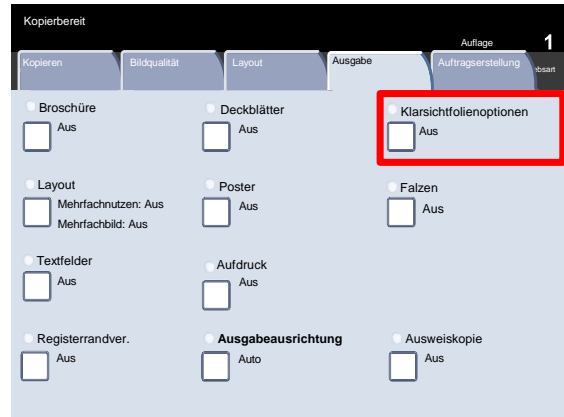 Kopierbereit
Auflage 1
Kopieren Bildqualität Layout Ausgabe Auftragserstellung ebsart
Broschüre Deckblätter Klarsichtfolienoptionen
Aus Aus Aus
Layout Poster Falzen
Mehrfachnutzen: Aus Aus Aus
Mehrfachbild: Aus
Textfelder Aufdruck
Aus Aus
Registerrandver. Ausgabeausrichtung Ausweiskopie
Aus Auto Aus